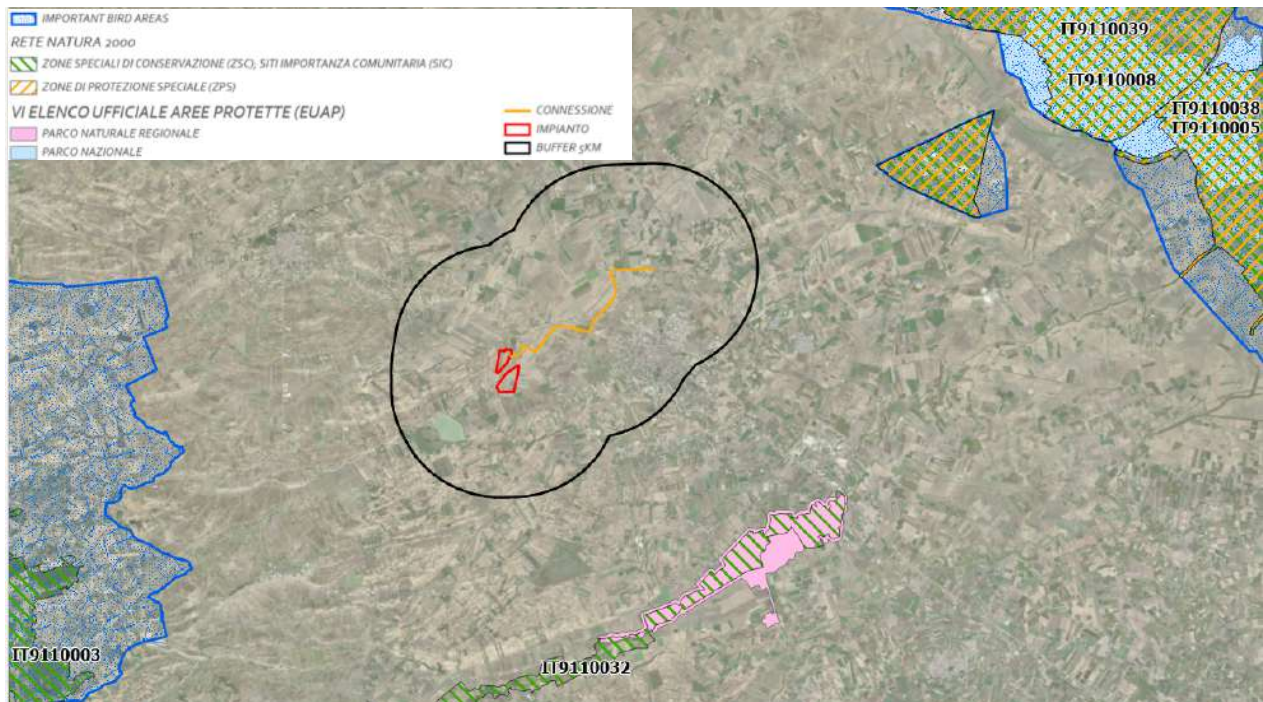 IMPORTANT BIRD AREAS
RETE NATURA 2000
ZONE SPECIALI DI CONSERVAZIONE (ZSC), SITI IMPORTANZA COMUNITARIA (SIC)
ZONE DI PROTEZIONE SPECIALE (ZPS)
VI ELENCO UFFICIALE AREE PROTETTE (EUAP)
PARCO NATURALE REGIONALE
PARCO NAZIONALE
CONNESSIONE
IMPIANTO
BUFFER 5KM
IT9110039
IT9110008
IT9110038
IT9110005
IT9110003
IT9110032